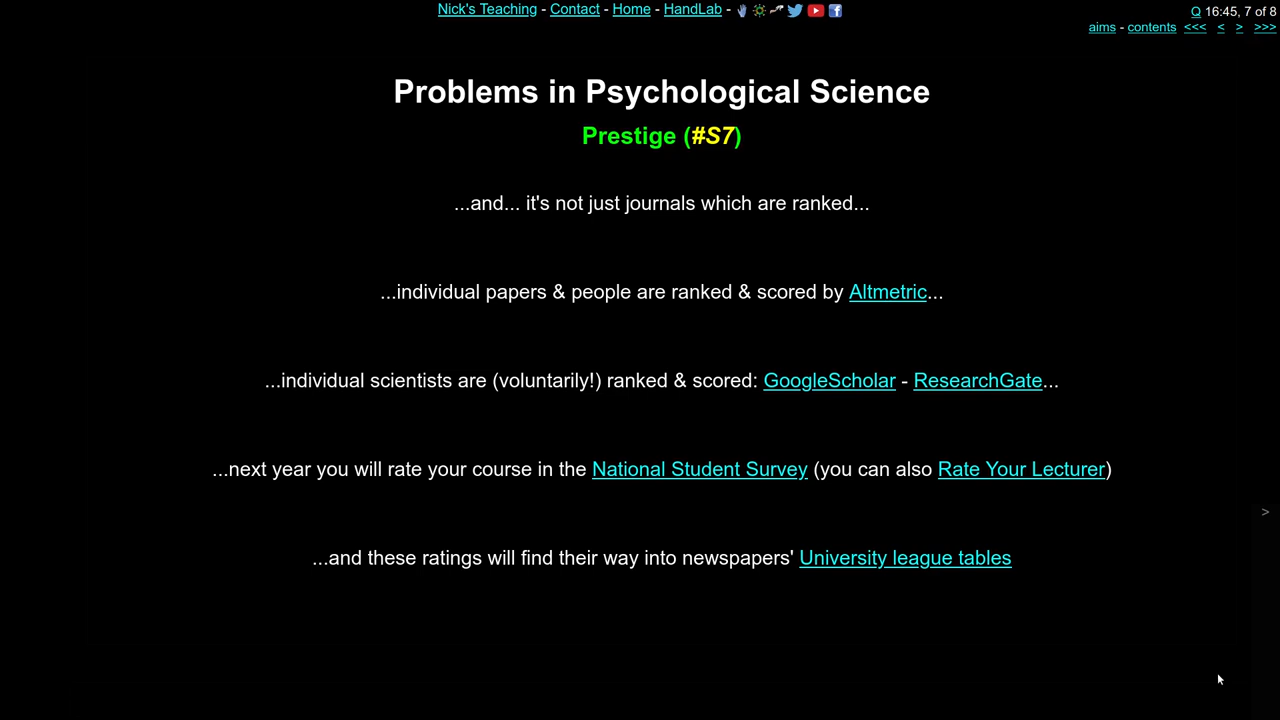 Nick's Teaching - Contact - Home - HandLab -
Q 16:45, 7 of 8
aims - contents <<< < > >>>
Problems in Psychological Science
Prestige (#S7)
...and... it's not just journals which are ranked...
...individual papers & people are ranked & scored by Altmetric...
...individual scientists are (voluntarily!) ranked & scored: GoogleScholar - ResearchGate...
...next year you will rate your course in the National Student Survey (you can also Rate Your Lecturer)
>
...and these ratings will find their way into newspapers' University league tables